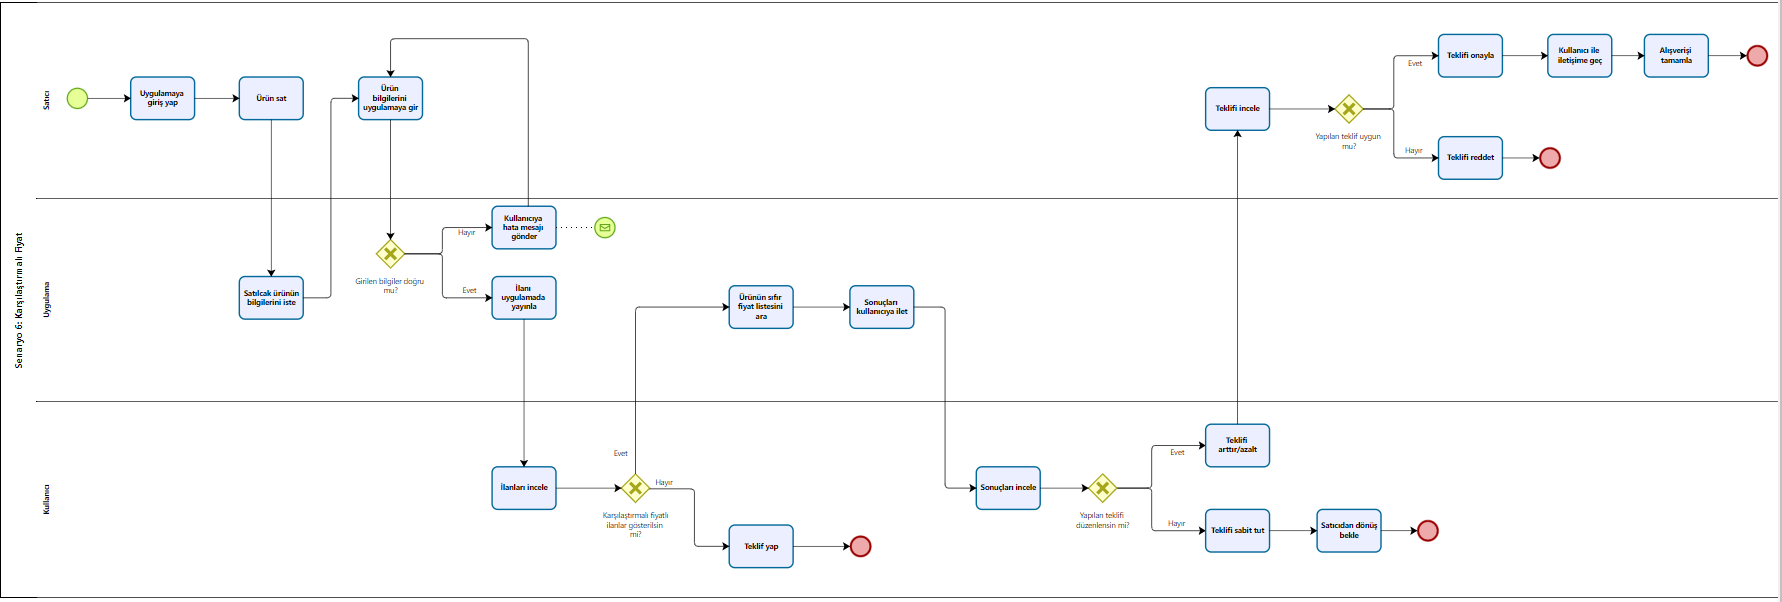 Senaryo 6: Karşılaştırmalı Fiyat
Satıcı
Uygulamaya
giriş yap
Ürün sat
Ürün
bilgilerini
uygulamaya gir
Teklifi incele
Yapılan teklif uygun
mu?
Evet
Hayır
Teklifi onayla
Kullanıcı ile
iletişime geç
Alışverişi
tamamla
Teklifi reddet
Uygulama
Satılcak ürünün
bilgilerini iste
Girilen bilgiler doğru
mu?
Hayır
Evet
Kullanıcıya
hata mesajı
gönder
İlanı
uygulamada
yayınla
Ürünün sıfır
fiyat listesini
ara
Sonuçları
kullanıcıya ilet
Kullanıcı
İlanları incele
Evet
Hayır
Karşılaştırmalı fiyatlı
ilanlar gösterilsin
mi?
Teklif yap
Sonuçları incele
Yapılan teklifi
düzenlensin mi?
Evet
Hayır
Teklifi
arttır/azalt
Teklifi sabit tut
Satıcıdan dönüş
bekle